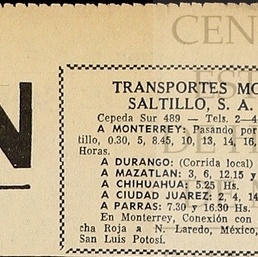 CEN
N
TRANSPORTES MO
SALTILLO, S. A.
Cepeda Sur 489 — Tels. 2—4
A MONTERREY: Pasando por
tillo, 0.30, 5, 8.45, 10, 13, 14, 16,
Horas.
A DURANGO: (Corrida local)
A MAZATLAN: 3, 6, 12.15 y
A CHIHUAHUA: 5.25 Hs.
A CIUDAD JUAREZ: 2, 4, 14
A PARRAS: 7.30 y 16.30 Hs.
En Monterrey, Conexión con
cha Roja a N. Laredo, México,
San Luis Potosí.